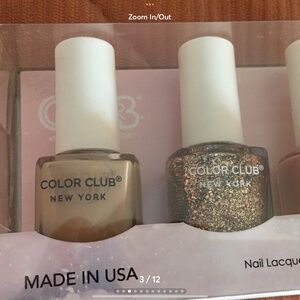 Zoom In/Out
COLOR CLUB®
NEW YORK
COLOR CLUB®
NEW YORK
MADE IN USA
3 / 12
Nail Lacque